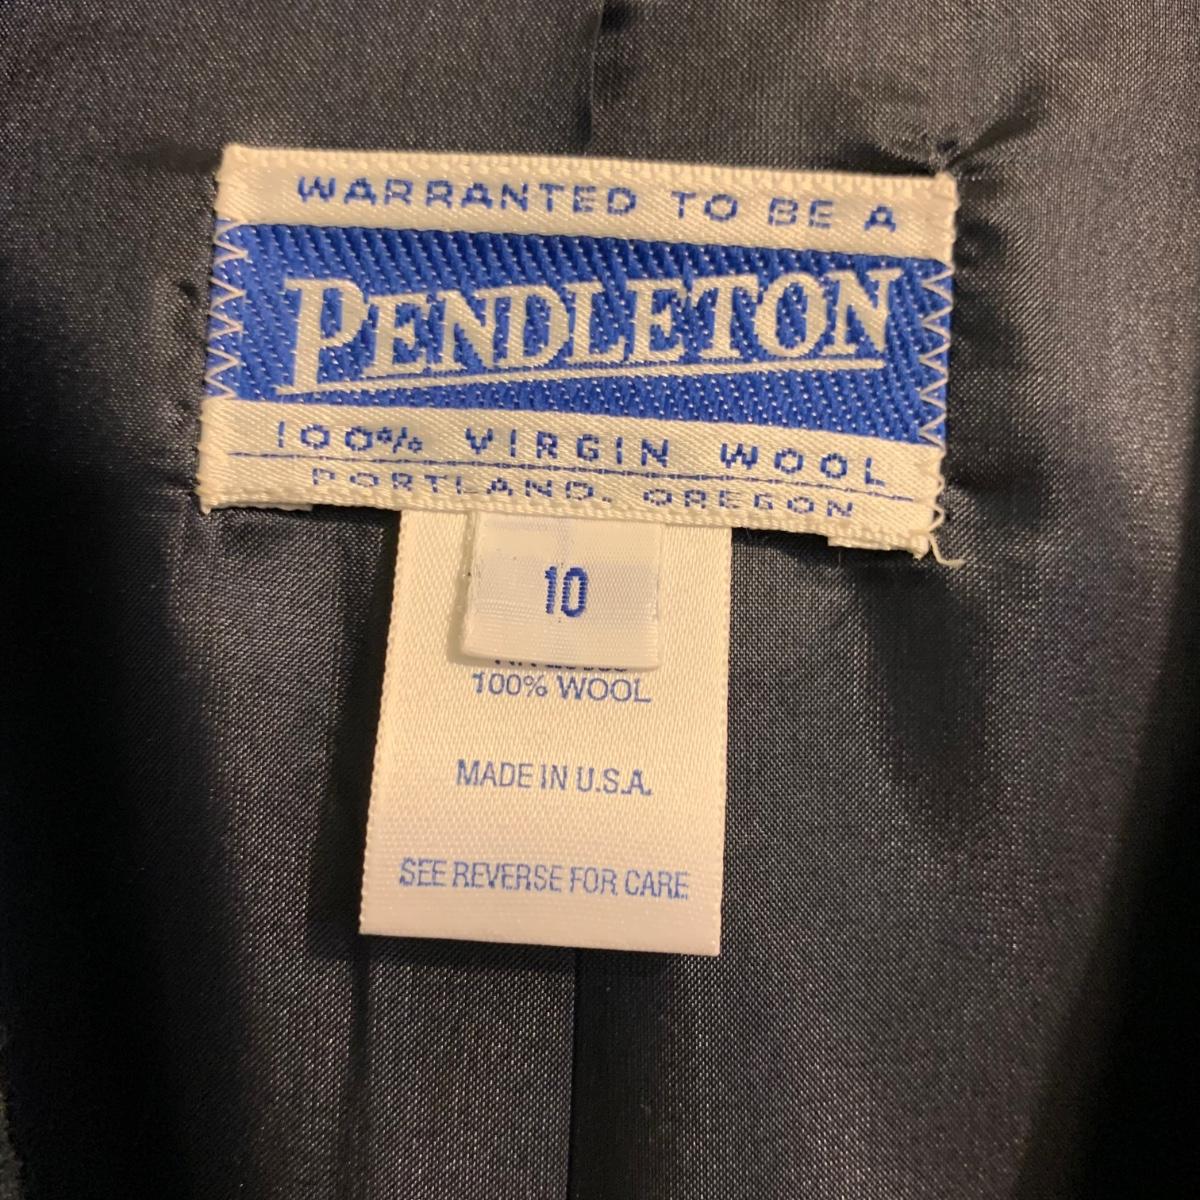 WARRANTED TO BE A
PENDLETON
100% VIRGIN WOOL
PORTLAND, OREGON
10
100% WOOL
MADE IN U.S.A.
SEE REVERSE FOR CARE